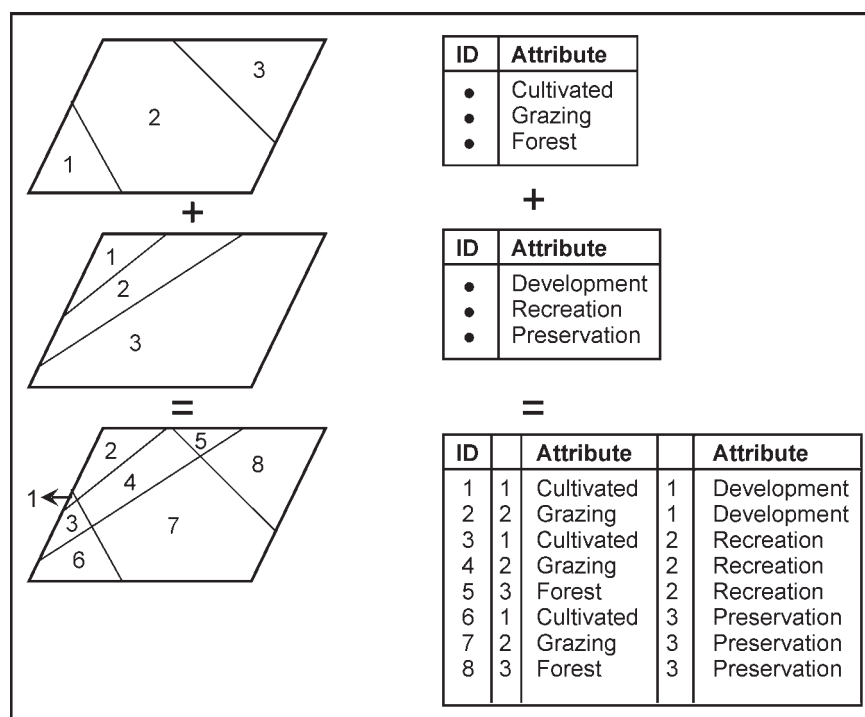 1
2
3
ID Attribute
• Cultivated
• Grazing
• Forest
+
+
1
2
3
ID Attribute
• Development
• Recreation
• Preservation
=
=
1
2
3
4
5
6
7
8
ID Attribute Attribute
1 1 Cultivated 1 Development
2 2 Grazing 1 Development
3 1 Cultivated 2 Recreation
4 2 Grazing 2 Recreation
5 3 Forest 2 Recreation
6 1 Cultivated 3 Preservation
7 2 Grazing 3 Preservation
8 3 Forest 3 Preservation